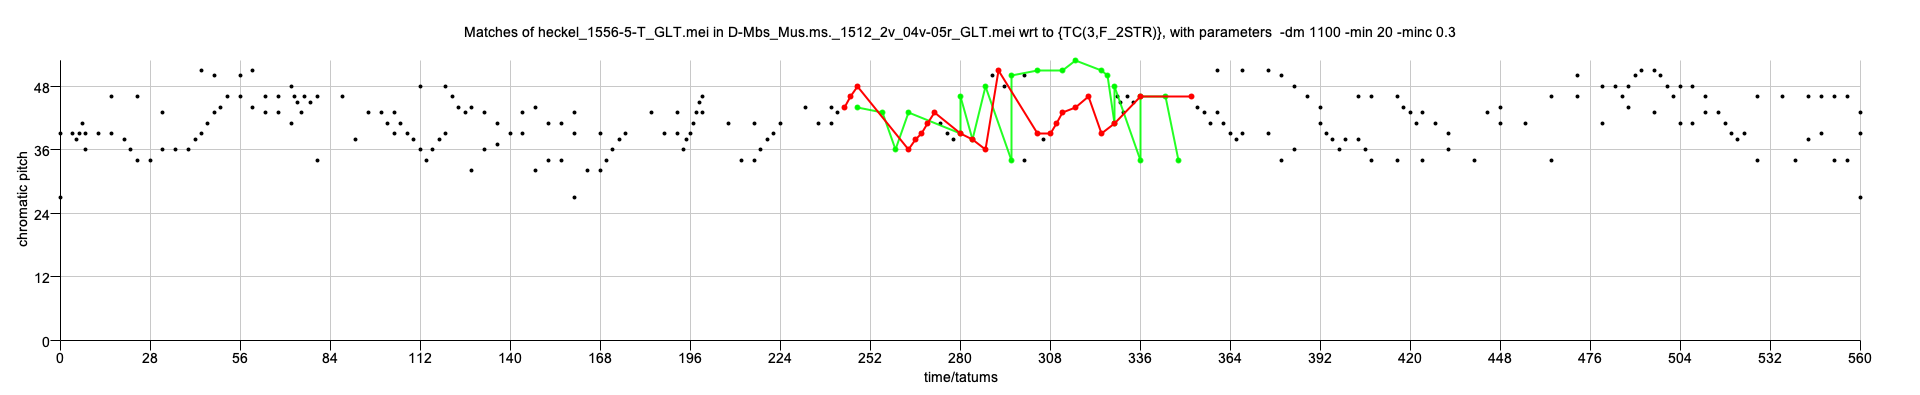 Matches of heckel_1556-5-T_GLT.mei in D-Mbs_Mus.ms._1512_2v_04v-05r_GLT.mei wrt to {TC(3,F_2STR)}, with parameters  -dm 1100 -min 20 -minc 0.3
chromatic pitch
48
36
24
12
0
0 28 56 84 112 140 168 196 224 252 280 308 336 364 392 420 448 476 504 532 560
time/tatums